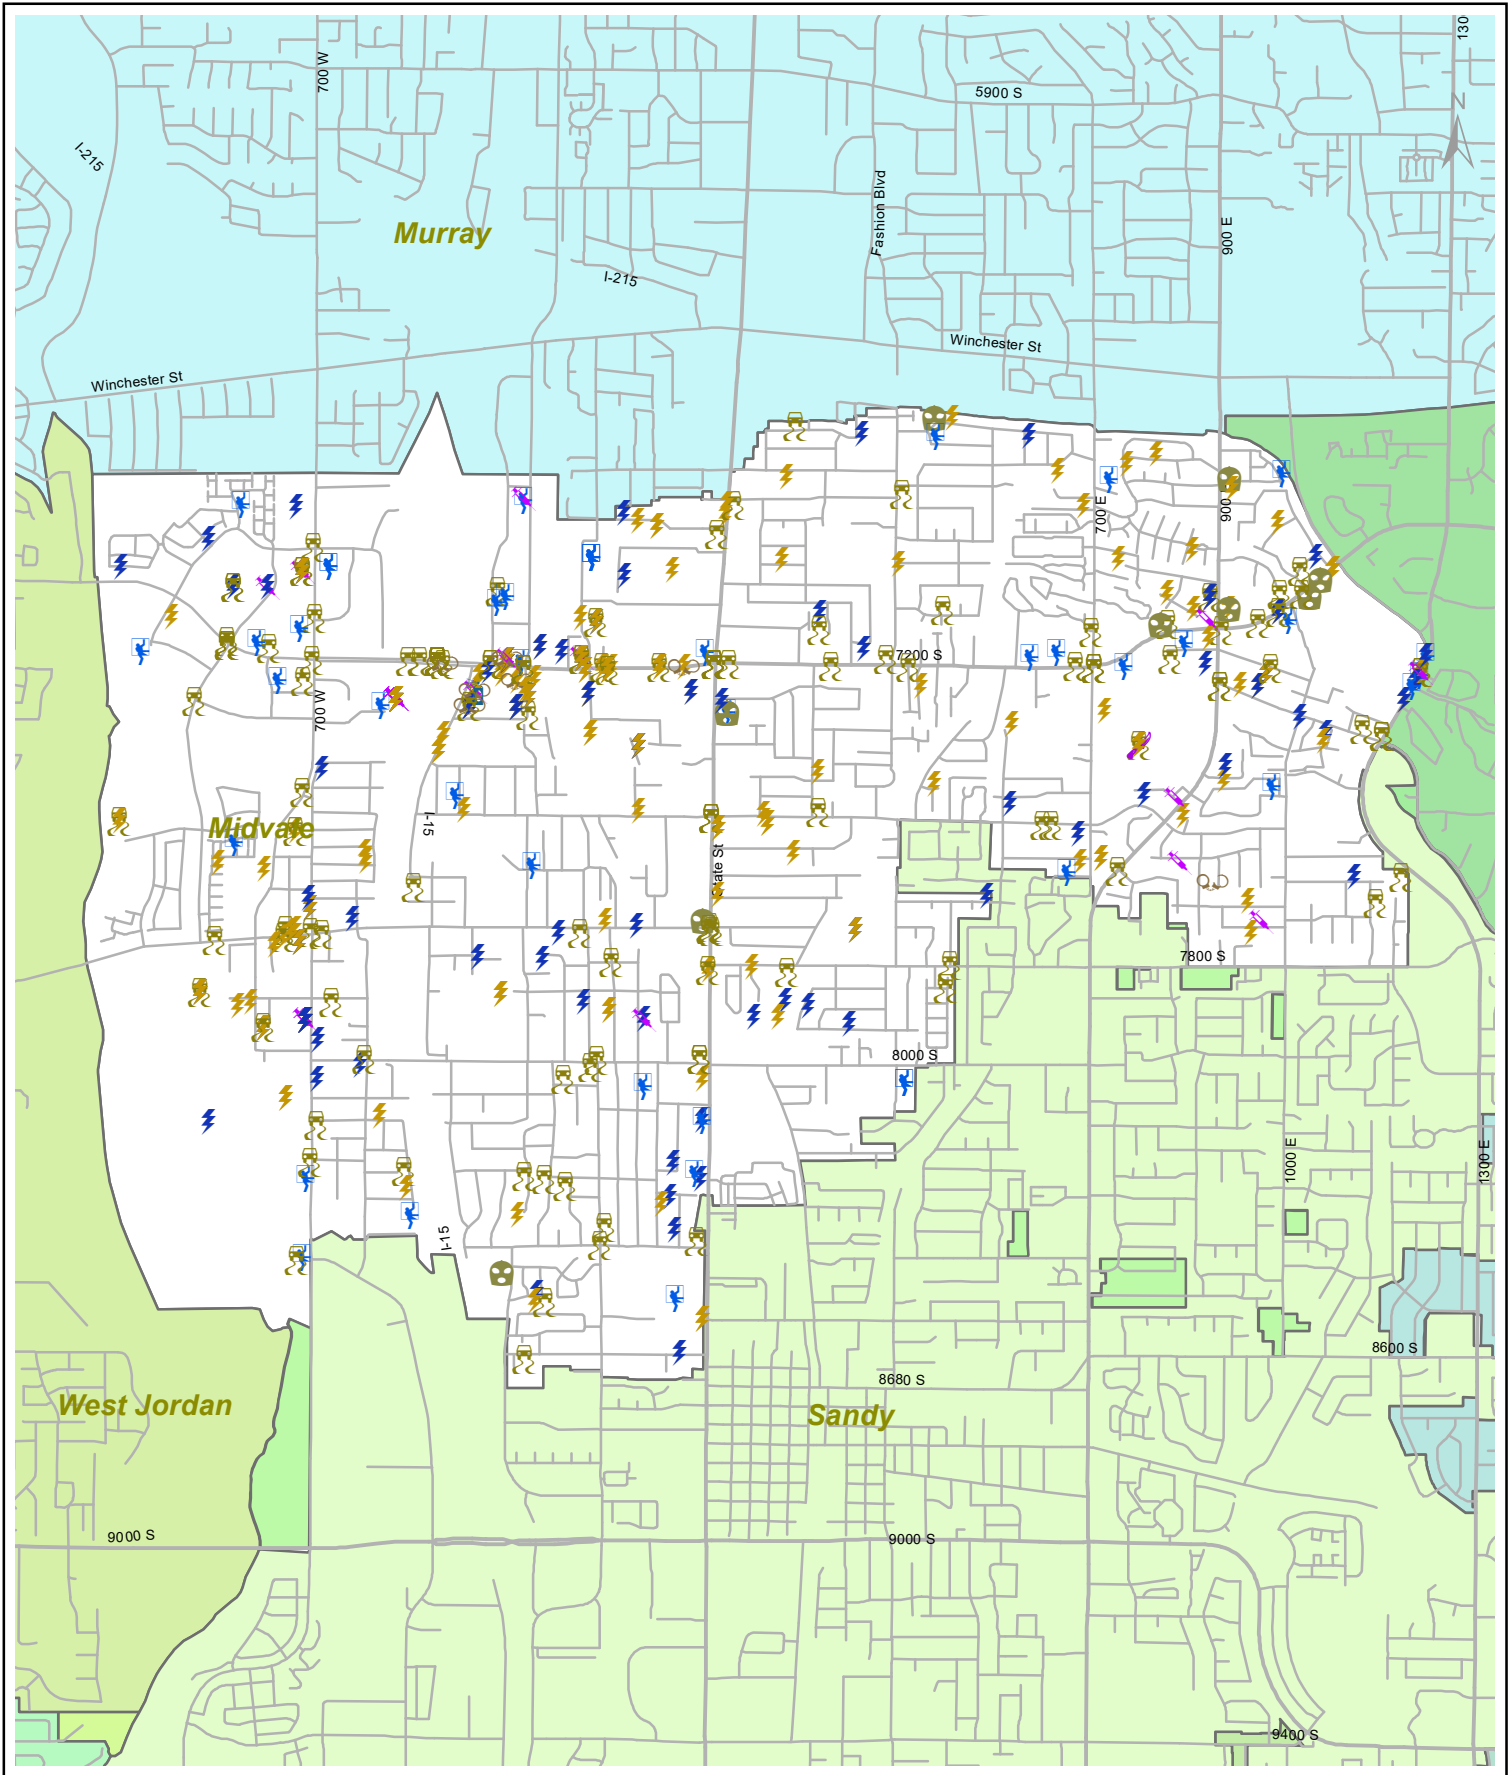 130
700 W
5900 S
N
I-215
Fashion Blvd
900 E
Murray
I-215
Winchester St
Winchester St
700 E
900
7200 S
700 W
I-15
Midvale
State St
7800 S
8000 S
1000 E
1300 E
I-15
8600 S
8680 S
West Jordan
Sandy
9000 S
9000 S
9400 S